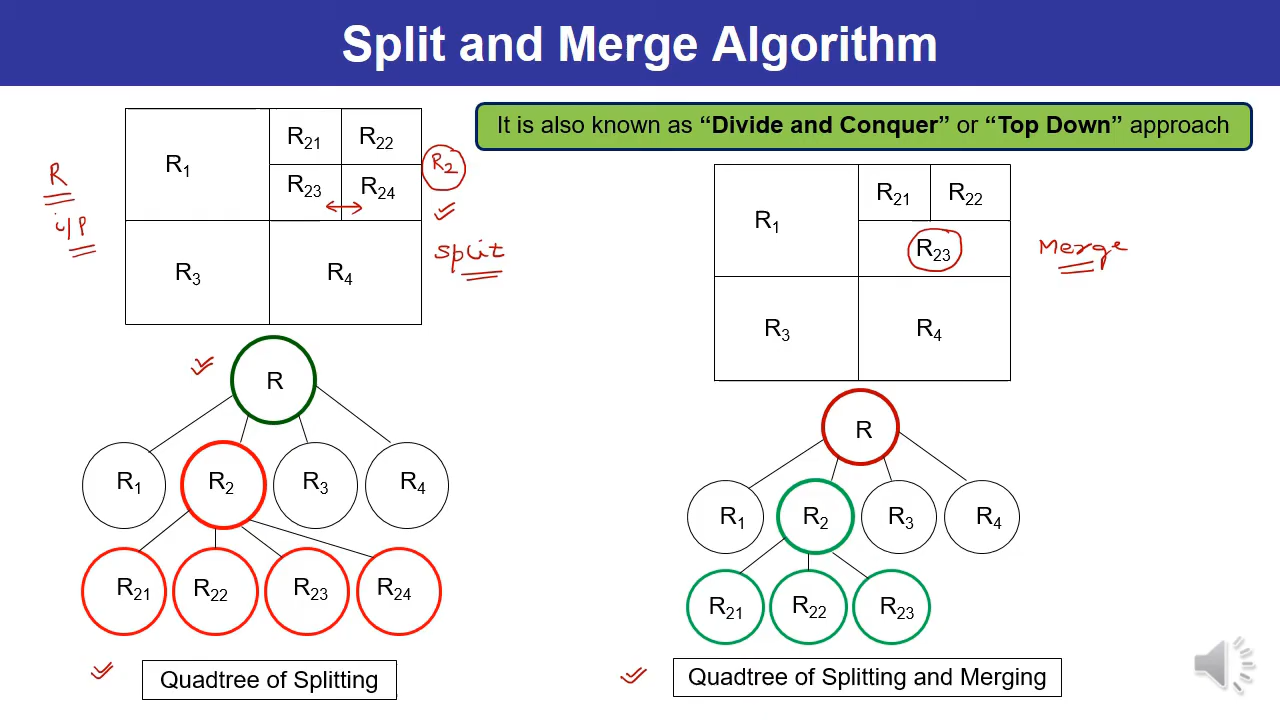 Split and Merge Algorithm
It is also known as “Divide and Conquer” or “Top Down” approach
R
i/P
R1
R21 R22
R23 R24
R2
R3
R4
Split
R
R1 R2 R3 R4
R21 R22 R23 R24
Quadtree of Splitting
R1
R21 R22
R23
R3
R4
Merge
R
R1 R2 R3 R4
R21 R22 R23
Quadtree of Splitting and Merging